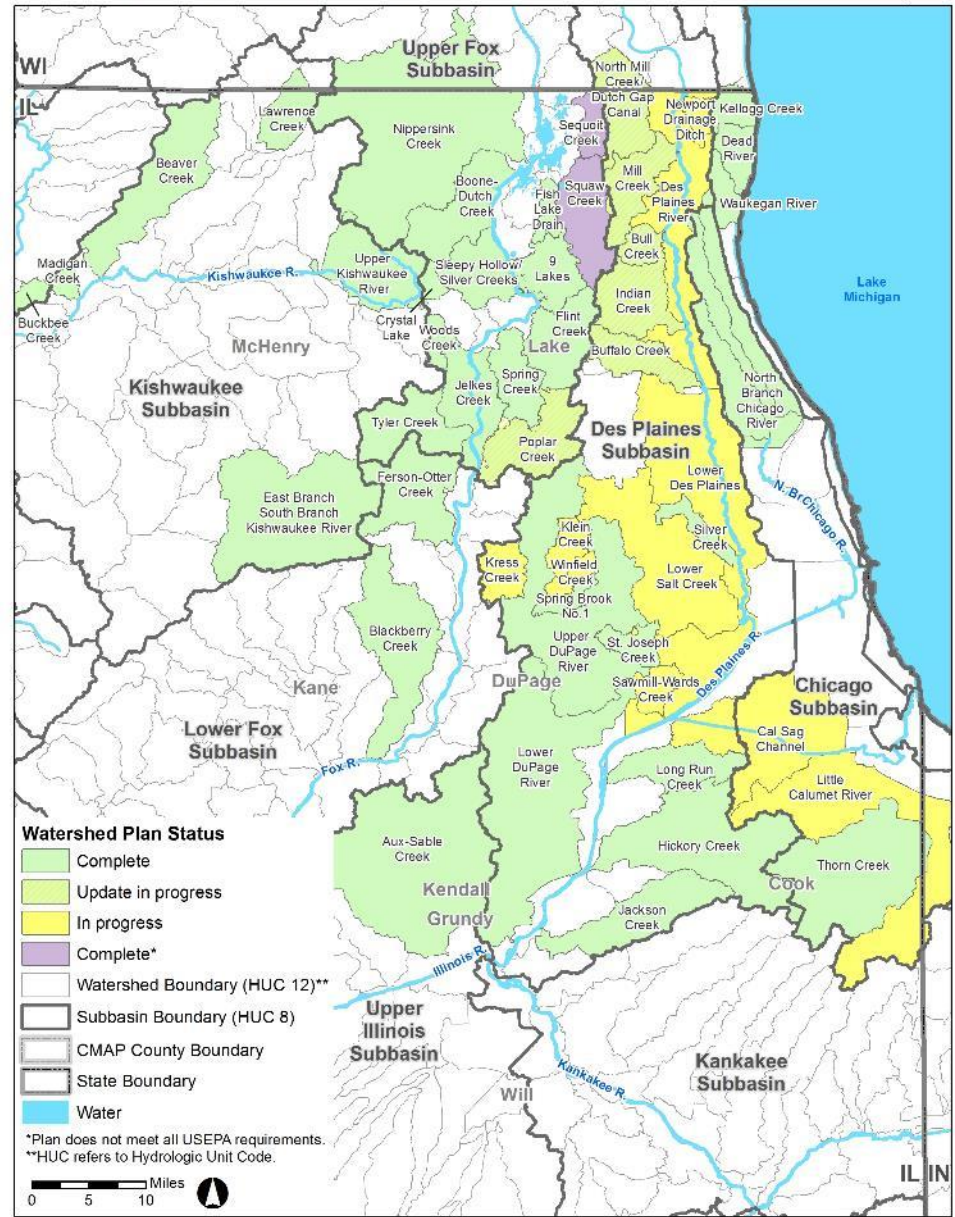 Upper Fox
Subbasin
WI
IL
North Mill
Creek/
Dutch Gap
Canal
Newport
Drainage
Ditch
Kellogg Creek
Dead
River
Lawrence
Creek
Nippersink
Creek
Sequoit
Creek
Beaver
Creek
Boone-
Dutch
Creek
Fish
Lake
Drain
Squaw
Creek
Mill
Creek
Des
Plaines
River
Waukegan River
Madigan
Creek
Kishwaukee R.
Upper
Kishwaukee
River
Sleepy Hollow/
Silver Creeks
9
Lakes
Bull
Creek
Lake
Michigan
Buckbee
Creek
Crystal
Lake
Indian
Creek
Flint
Creek
Woods
Creek
McHenry
Lake
Buffalo Creek
Kishwaukee
Subbasin
Jelkes
Creek
Spring
Creek
North
Branch
Chicago
River
Tyler Creek
Poplar
Creek
Des Plaines
Subbasin
Ferson-Otter
Creek
Lower
Des Plaines
N. BrChicago R.
East Branch
South Branch
Kishwaukee River
Klein
Creek
Silver
Creek
Kress
Creek
Winfield
Creek
Lower
Salt Creek
Spring Brook
No.1
Blackberry
Creek
Upper
DuPage
River
St. Joseph
Creek
Des Plaines R.
Kane
DuPage
Sawmill-Wards
Creek
Chicago
Subbasin
Lower Fox
Subbasin
Cal Sag
Channel
Fox R.
Lower
DuPage
River
Long Run
Creek
Little
Calumet River
Aux-Sable
Creek
Hickory Creek
Thorn Creek
Kendall
Cook
Grundy
Jackson
Creek
Illinois R.
Upper
Illinois
Subbasin
Kankakee R.
Kankakee
Subbasin
Will
IL IN
Watershed Plan Status
Complete
Update in progress
In progress
Complete*
Watershed Boundary (HUC 12)**
Subbasin Boundary (HUC 8)
CMAP County Boundary
State Boundary
Water
*Plan does not meet all USEPA requirements.
**HUC refers to Hydrologic Unit Code.
Miles
0 5 10